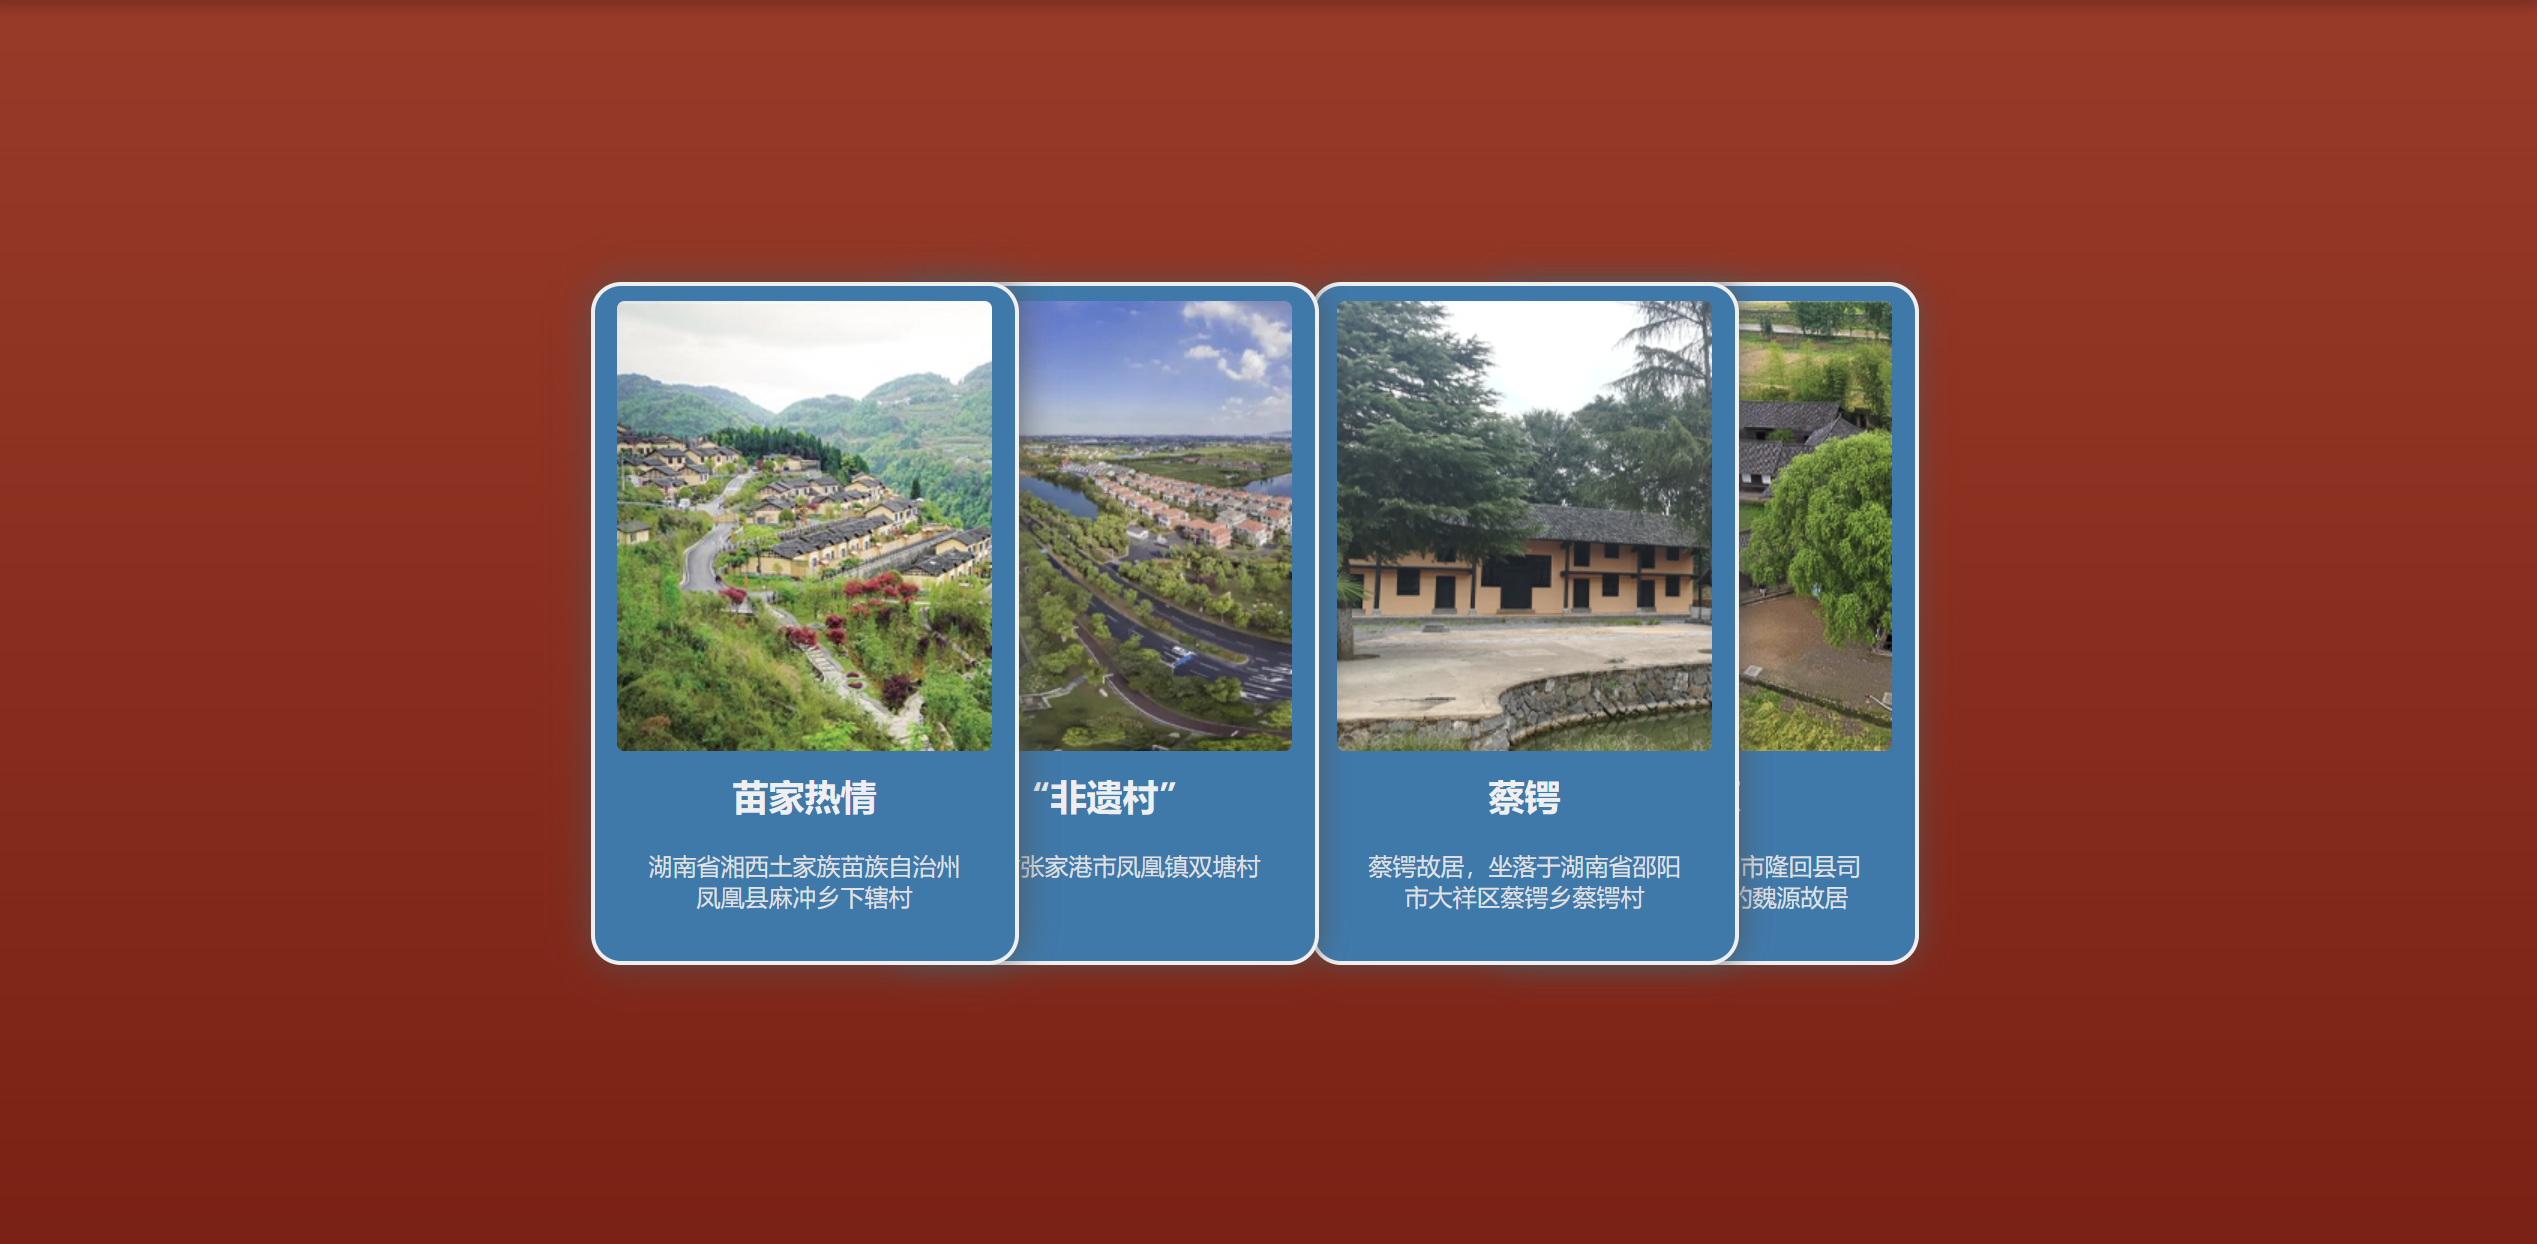 苗家热情
湖南省湘西土家族苗族自治州
凤凰县麻冲乡下辖村
“非遗村”
张家港市凤凰镇双塘村
蔡锷
蔡锷故居，坐落于湖南省邵阳
市大祥区蔡锷乡蔡锷村
市隆回县司
的魏源故居